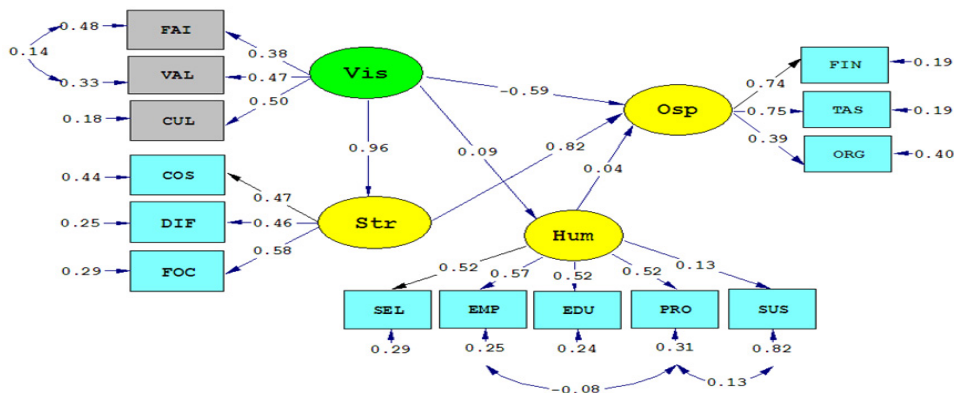 0.48 FAI
0.14
0.38
0.33 VAL
0.47
Vis
0.18 CUL
0.50
-0.59
Osp
0.74
FIN 0.19
0.75
TAS 0.19
0.39
ORG 0.40
0.96
0.09
0.82
0.04
0.44 COS
0.47
0.25 DIF
0.46
Str
0.29 FOC
0.58
Hum
0.52
0.57
0.52
0.52
0.13
SEL EMP EDU PRO SUS
0.29 0.25 0.24 0.31 0.82
-0.08 0.13